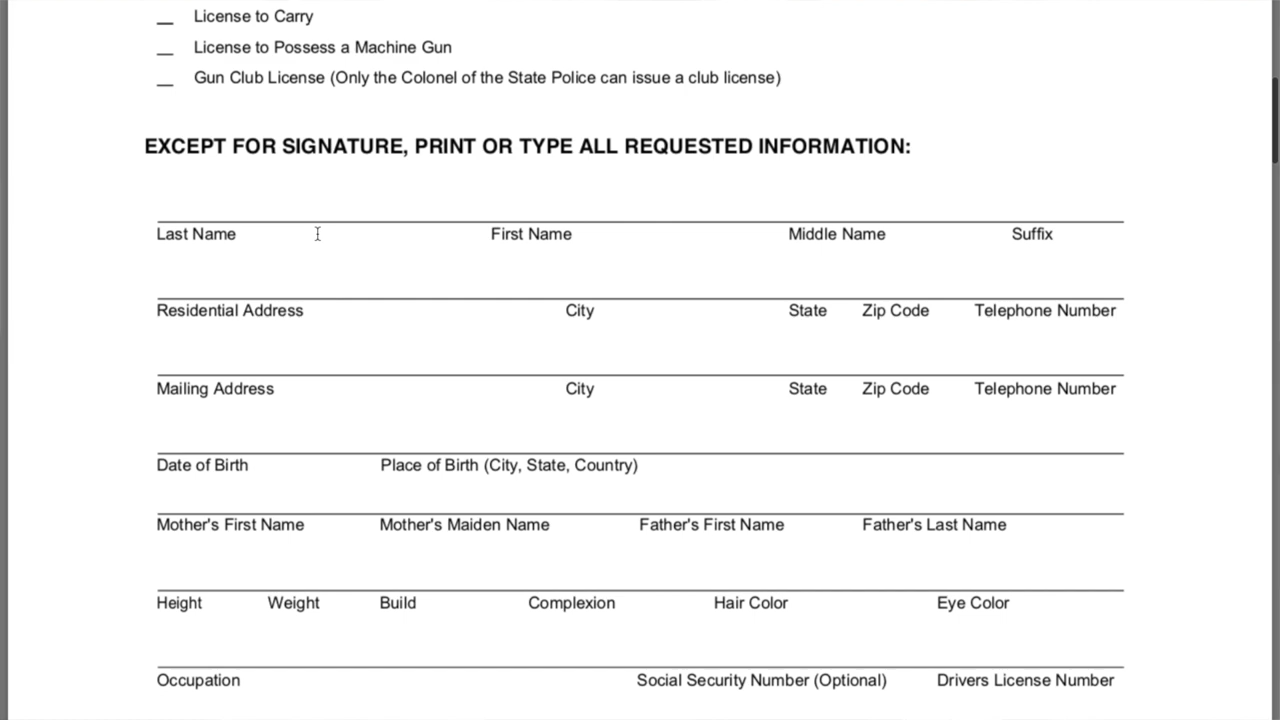 __ License to Carry
__ License to Possess a Machine Gun
__ Gun Club License (Only the Colonel of the State Police can issue a club license)
EXCEPT FOR SIGNATURE, PRINT OR TYPE ALL REQUESTED INFORMATION:
Last Name First Name Middle Name Suffix
Residential Address City State Zip Code Telephone Number
Mailing Address City State Zip Code Telephone Number
Date of Birth Place of Birth (City, State, Country)
Mother's First Name Mother's Maiden Name Father's First Name Father's Last Name
Height Weight Build Complexion Hair Color Eye Color
Occupation Social Security Number (Optional) Drivers License Number